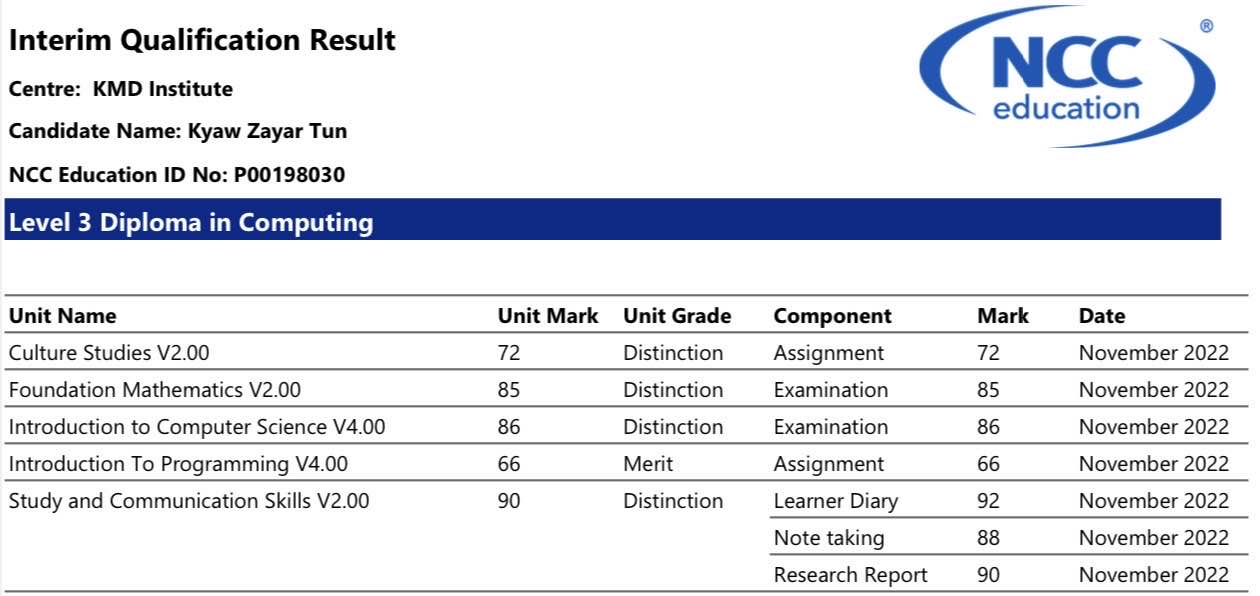 Interim Qualification Result
NCC
education
®
Centre: KMD Institute
Candidate Name: Kyaw Zayar Tun
NCC Education ID No: P00198030
Level 3 Diploma in Computing
Unit Name Unit Mark Unit Grade Component Mark Date
Culture Studies V2.00 72 Distinction Assignment 72 November 2022
Foundation Mathematics V2.00 85 Distinction Examination 85 November 2022
Introduction to Computer Science V4.00 86 Distinction Examination 86 November 2022
Introduction To Programming V4.00 66 Merit Assignment 66 November 2022
Study and Communication Skills V2.00 90 Distinction Learner Diary 92 November 2022
Note taking 88 November 2022
Research Report 90 November 2022